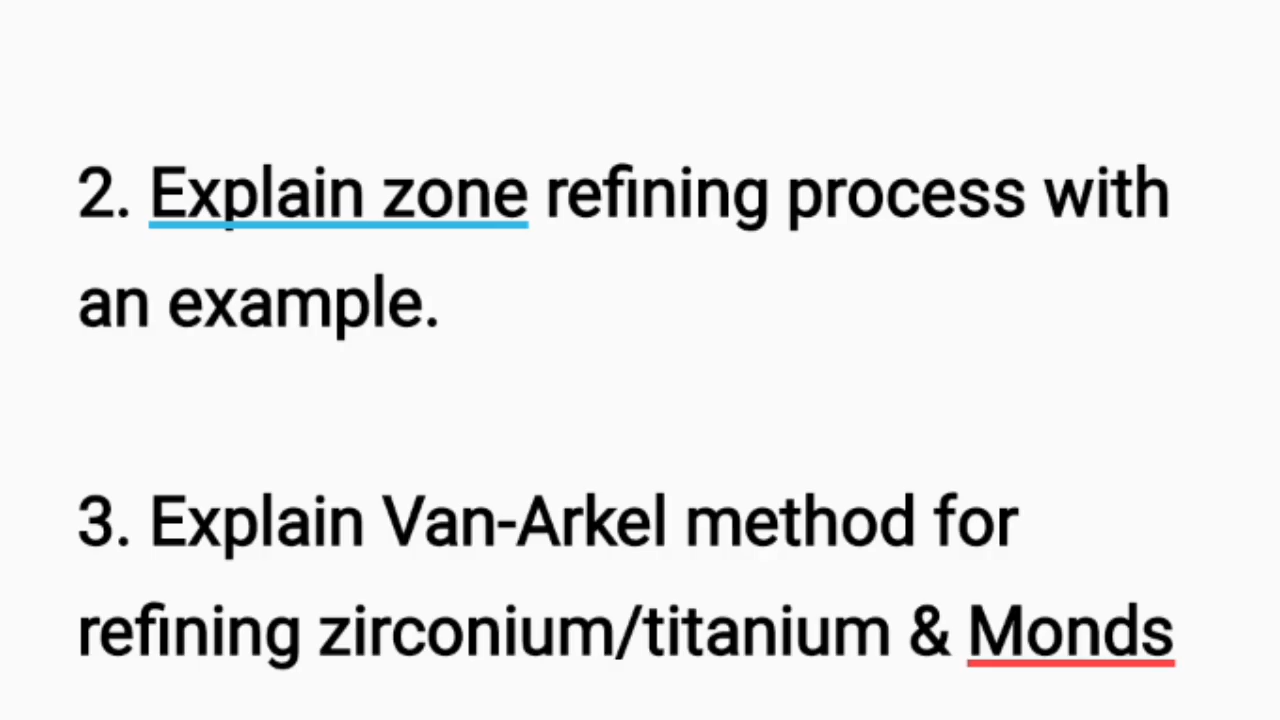 2. Explain zone refining process with
an example.
3. Explain Van-Arkel method for
refining zirconium/titanium & Monds